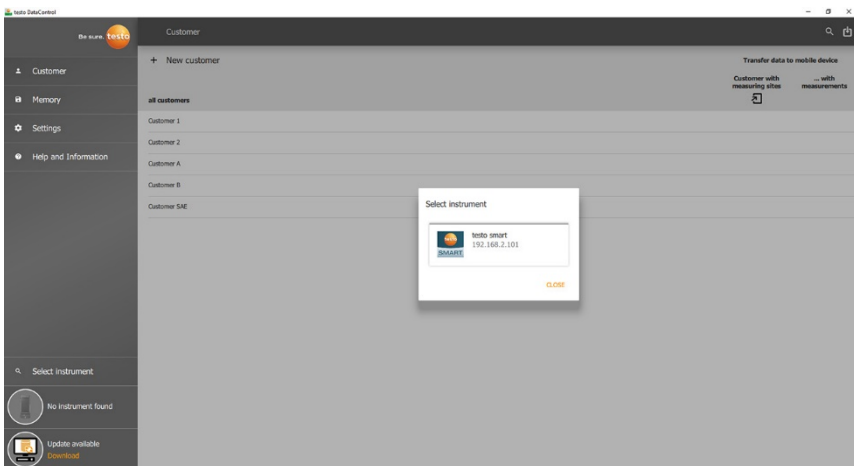 testo DataControl
Be sure. testo
Customer
Customer
Memory
Settings
Help and Information
+ New customer
Transfer data to mobile device
Customer with
measuring sites
... with
measurements
all customers
Customer 1
Customer 2
Customer A
Customer B
Customer SAE
Select instrument
testo smart
192.168.2.101
SMART
CLOSE
Select instrument
No instrument found
Update available
Download